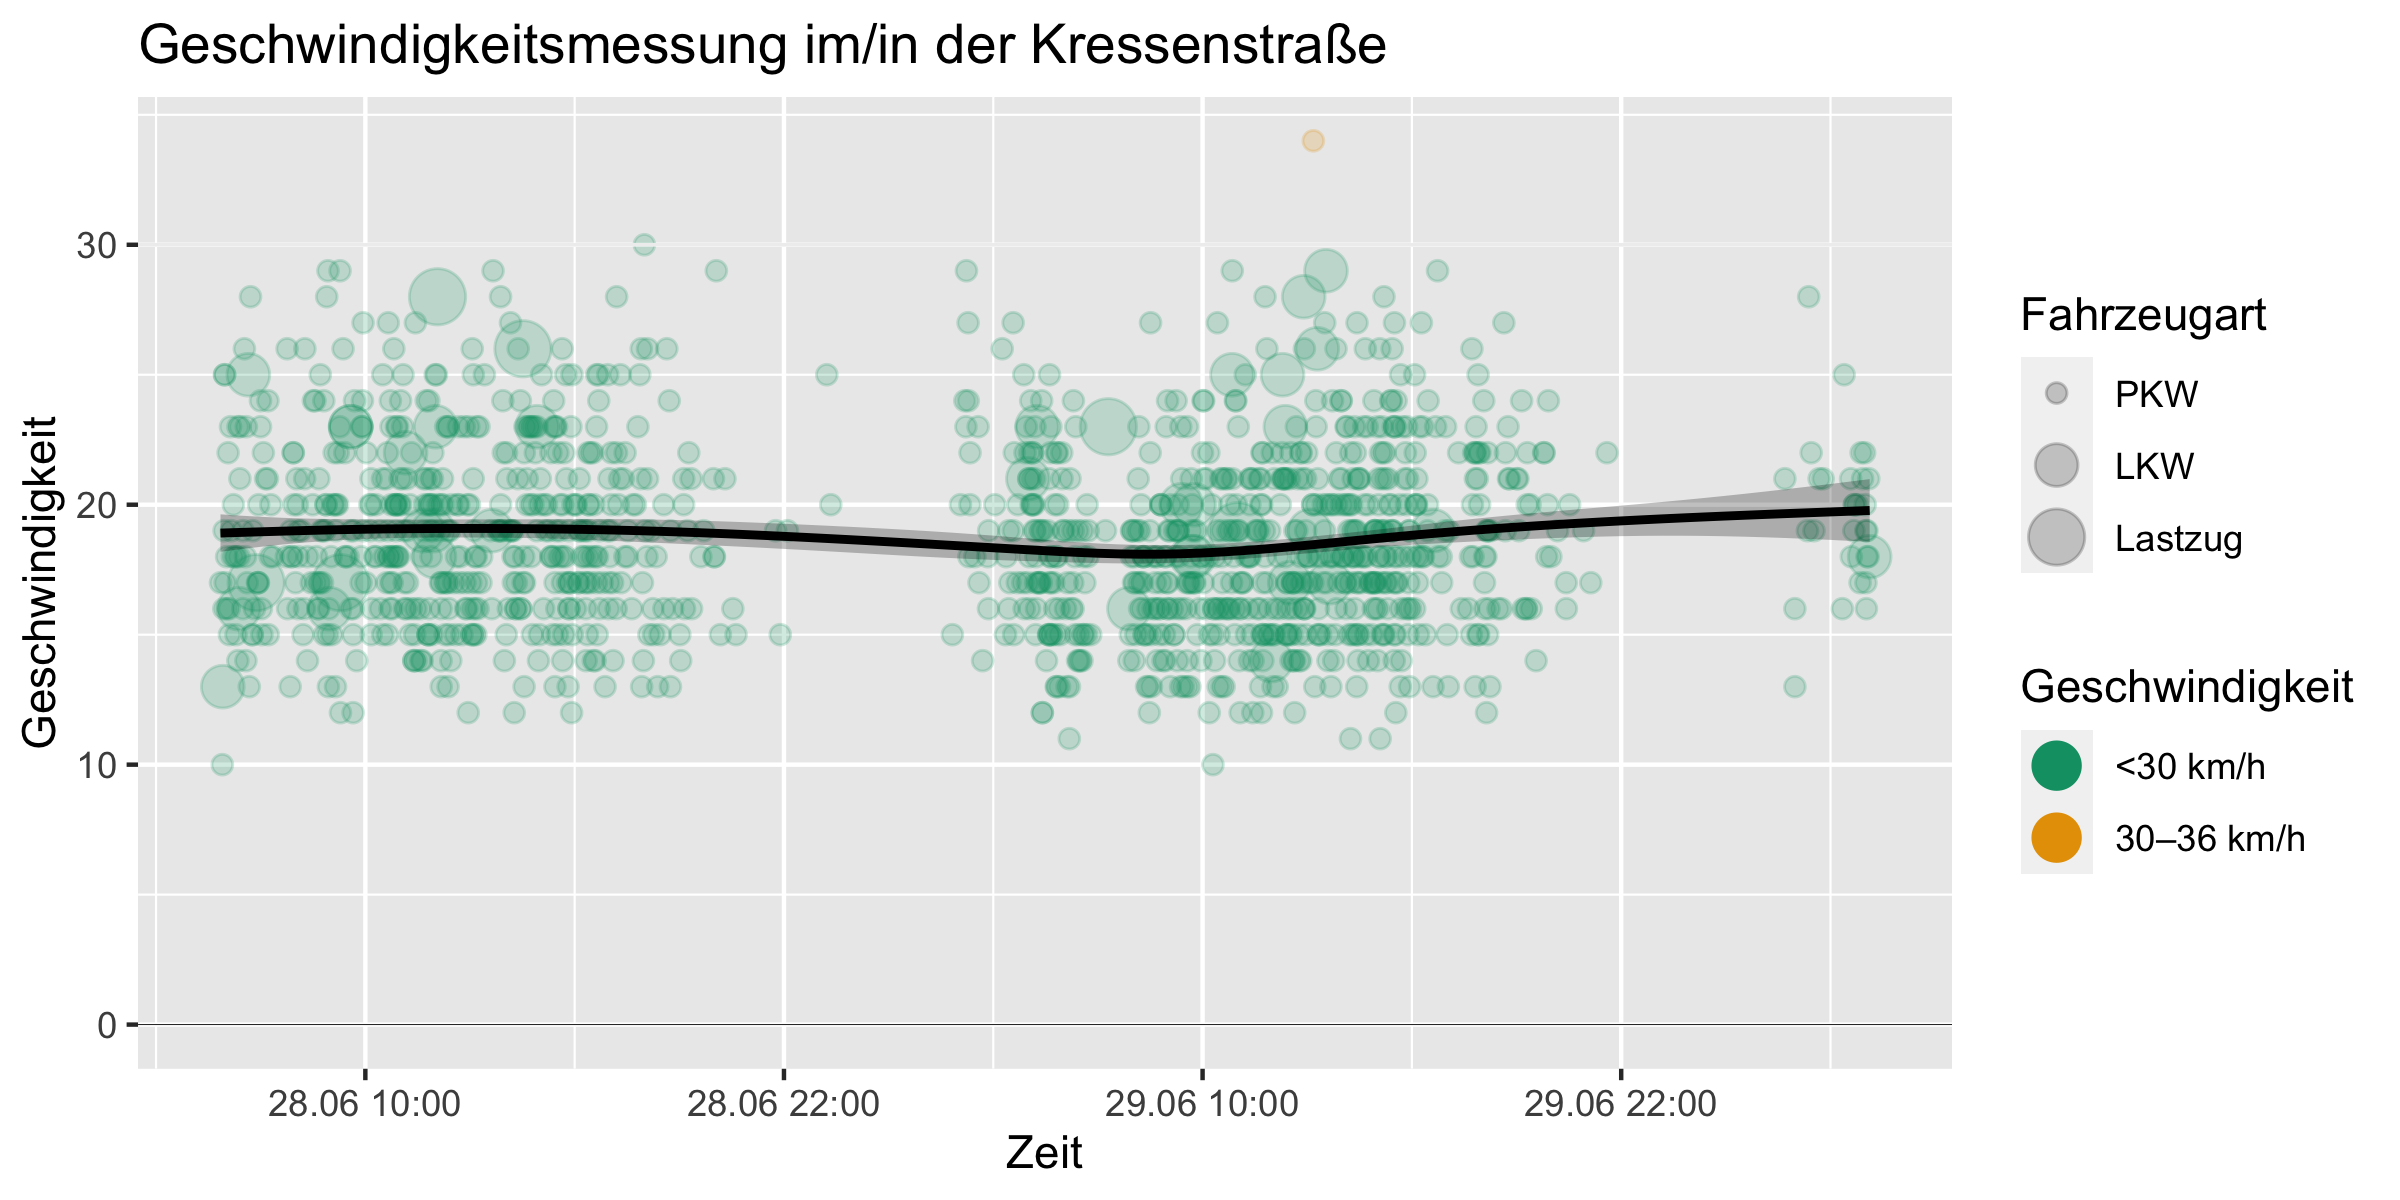 Geschwindigkeitsmessung im/in der Kressenstraße
Geschwindigkeit
30
20
10
0
28.06 10:00
28.06 22:00
29.06 10:00
29.06 22:00
Zeit
Fahrzeugart
PKW
LKW
Lastzug
Geschwindigkeit
<30 km/h
30–36 km/h